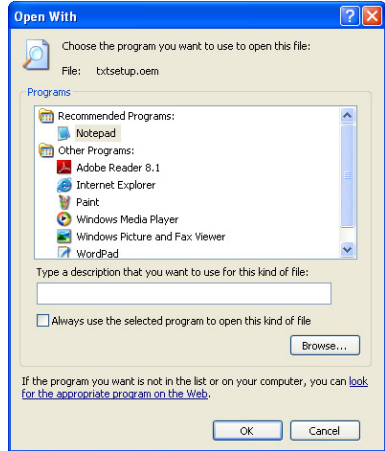 Open With
Choose the program you want to use to open this file:
File: txtsetup.oem
Programs
Recommended Programs:
Notepad
Other Programs:
Adobe Reader 8.1
Internet Explorer
Paint
Windows Media Player
Windows Picture and Fax Viewer
WordPad
Type a description that you want to use for this kind of file:
Always use the selected program to open this kind of file
Browse...
If the program you want is not in the list or on your computer, you can look
for the appropriate program on the Web.
OK Cancel